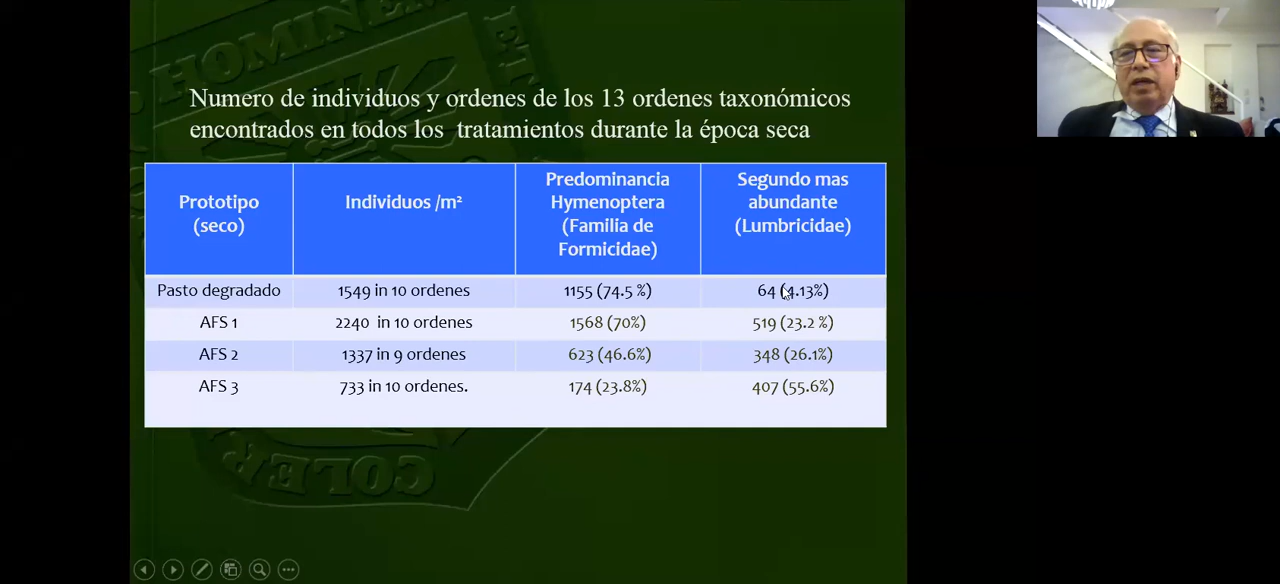 HOMINEM
Numero de individuos y ordenes de los 13 ordenes taxonómicos
encontrados en todos los tratamientos durante la época seca
Prototipo
(seco)
Individuos /m²
Predominancia
Hymenoptera
(Familia de
Formicidae)
Segundo mas
abundante
(Lumbricidae)
Pasto degradado 1549 in 10 ordenes 1155 (74.5 %) 64 (4.13%)
AFS 1 2240 in 10 ordenes 1568 (70%) 519 (23.2 %)
AFS 2 1337 in 9 ordenes 623 (46.6%) 348 (26.1%)
AFS 3 733 in 10 ordenes. 174 (23.8%) 407 (55.6%)